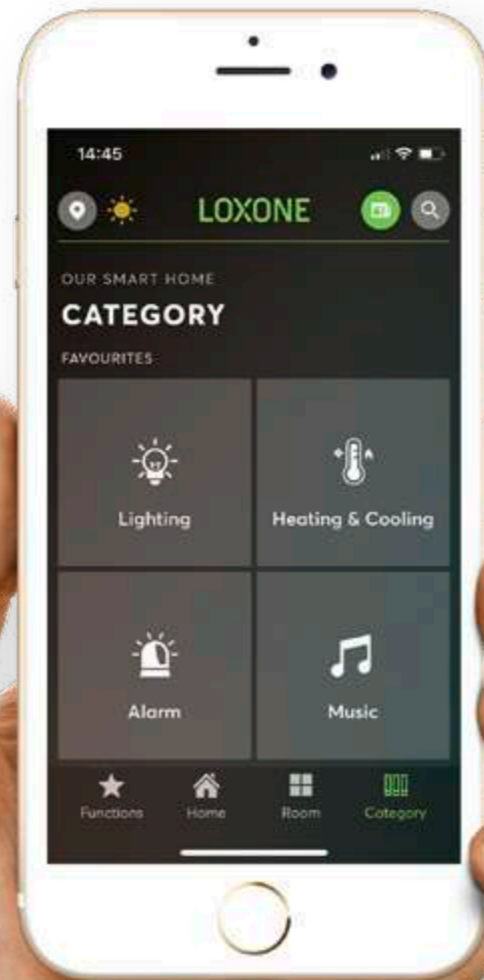 14:45
LOXONE
OUR SMART HOME
CATEGORY
FAVOURITES
Lighting
Heating & Cooling
Alarm
Music
Functions
Home
Room
Category